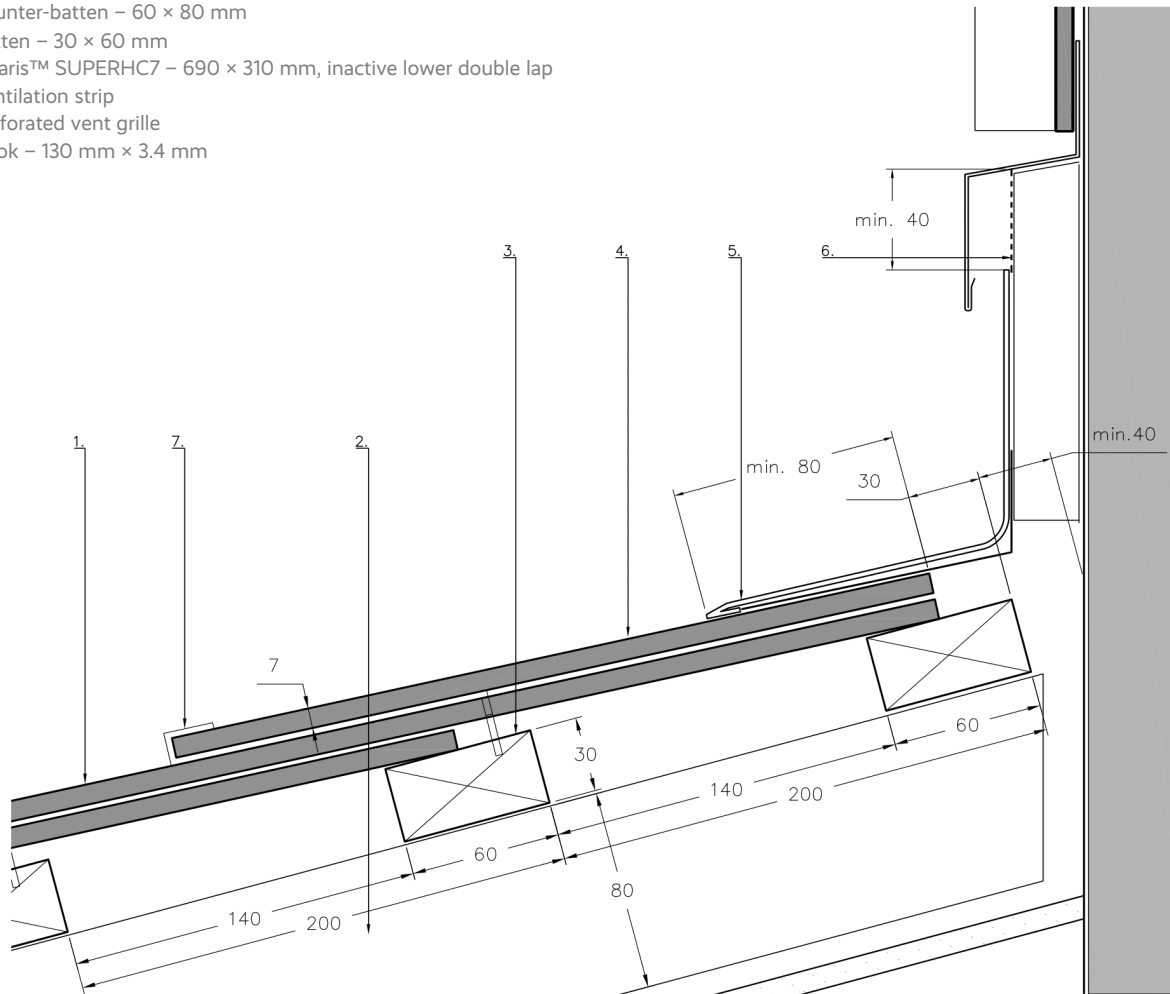 unter-batten – 60 × 80 mm
ten – 30 × 60 mm
aris™ SUPERHC7 – 690 × 310 mm, inactive lower double lap
ntilation strip
forated vent grille
ok – 130 mm × 3.4 mm
min. 40
3.
4.
5.
6.
1.
7.
2.
min. 80
30
min.40
7
30
60
140
200
60
80
140
200